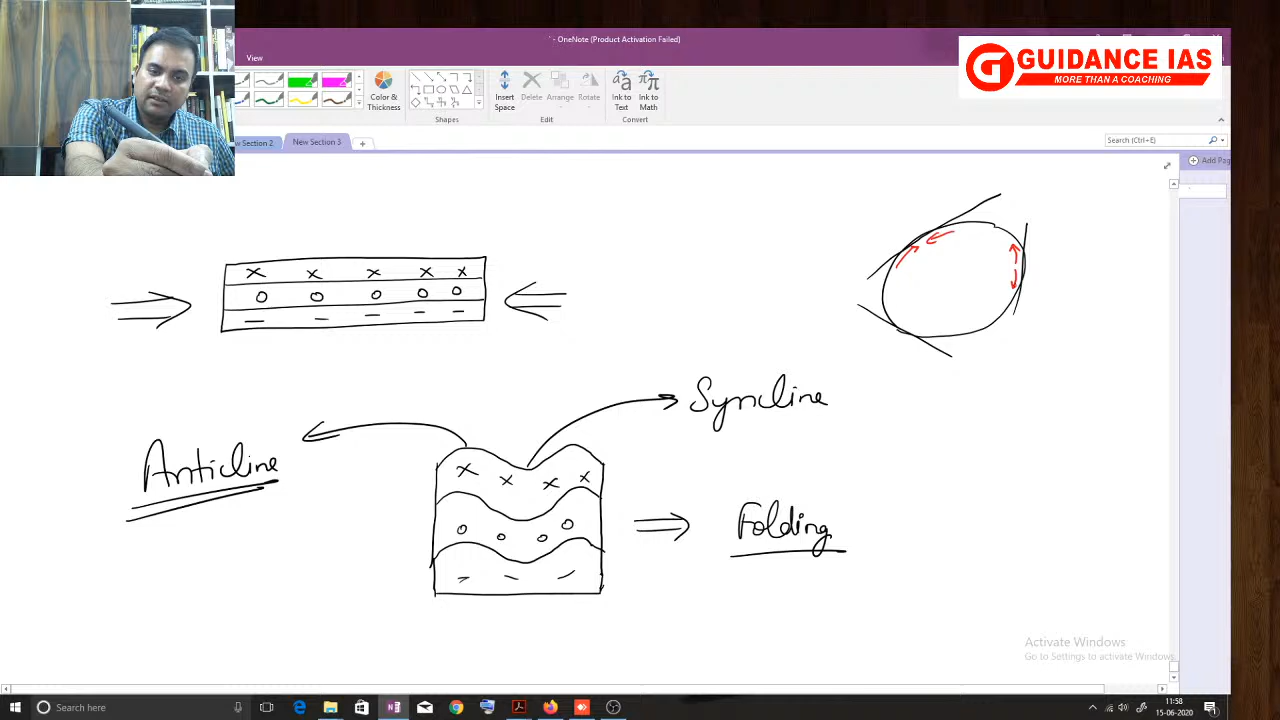 ' - OneNote (Product Activation Failed)
GUIDANCE IAS
MORE THAN A COACHING
View
Color & Thickness
Insert Space
Delete
Arrange
Rotate
Ink to Text
Ink to Math
Shapes
Edit
Convert
w Section 2
New Section 3
Search (Ctrl+E)
Add Pag
Syncline
Anticline
Folding
Activate Windows
Go to Settings to activate Windows.
Search here
11:58
15-06-2020